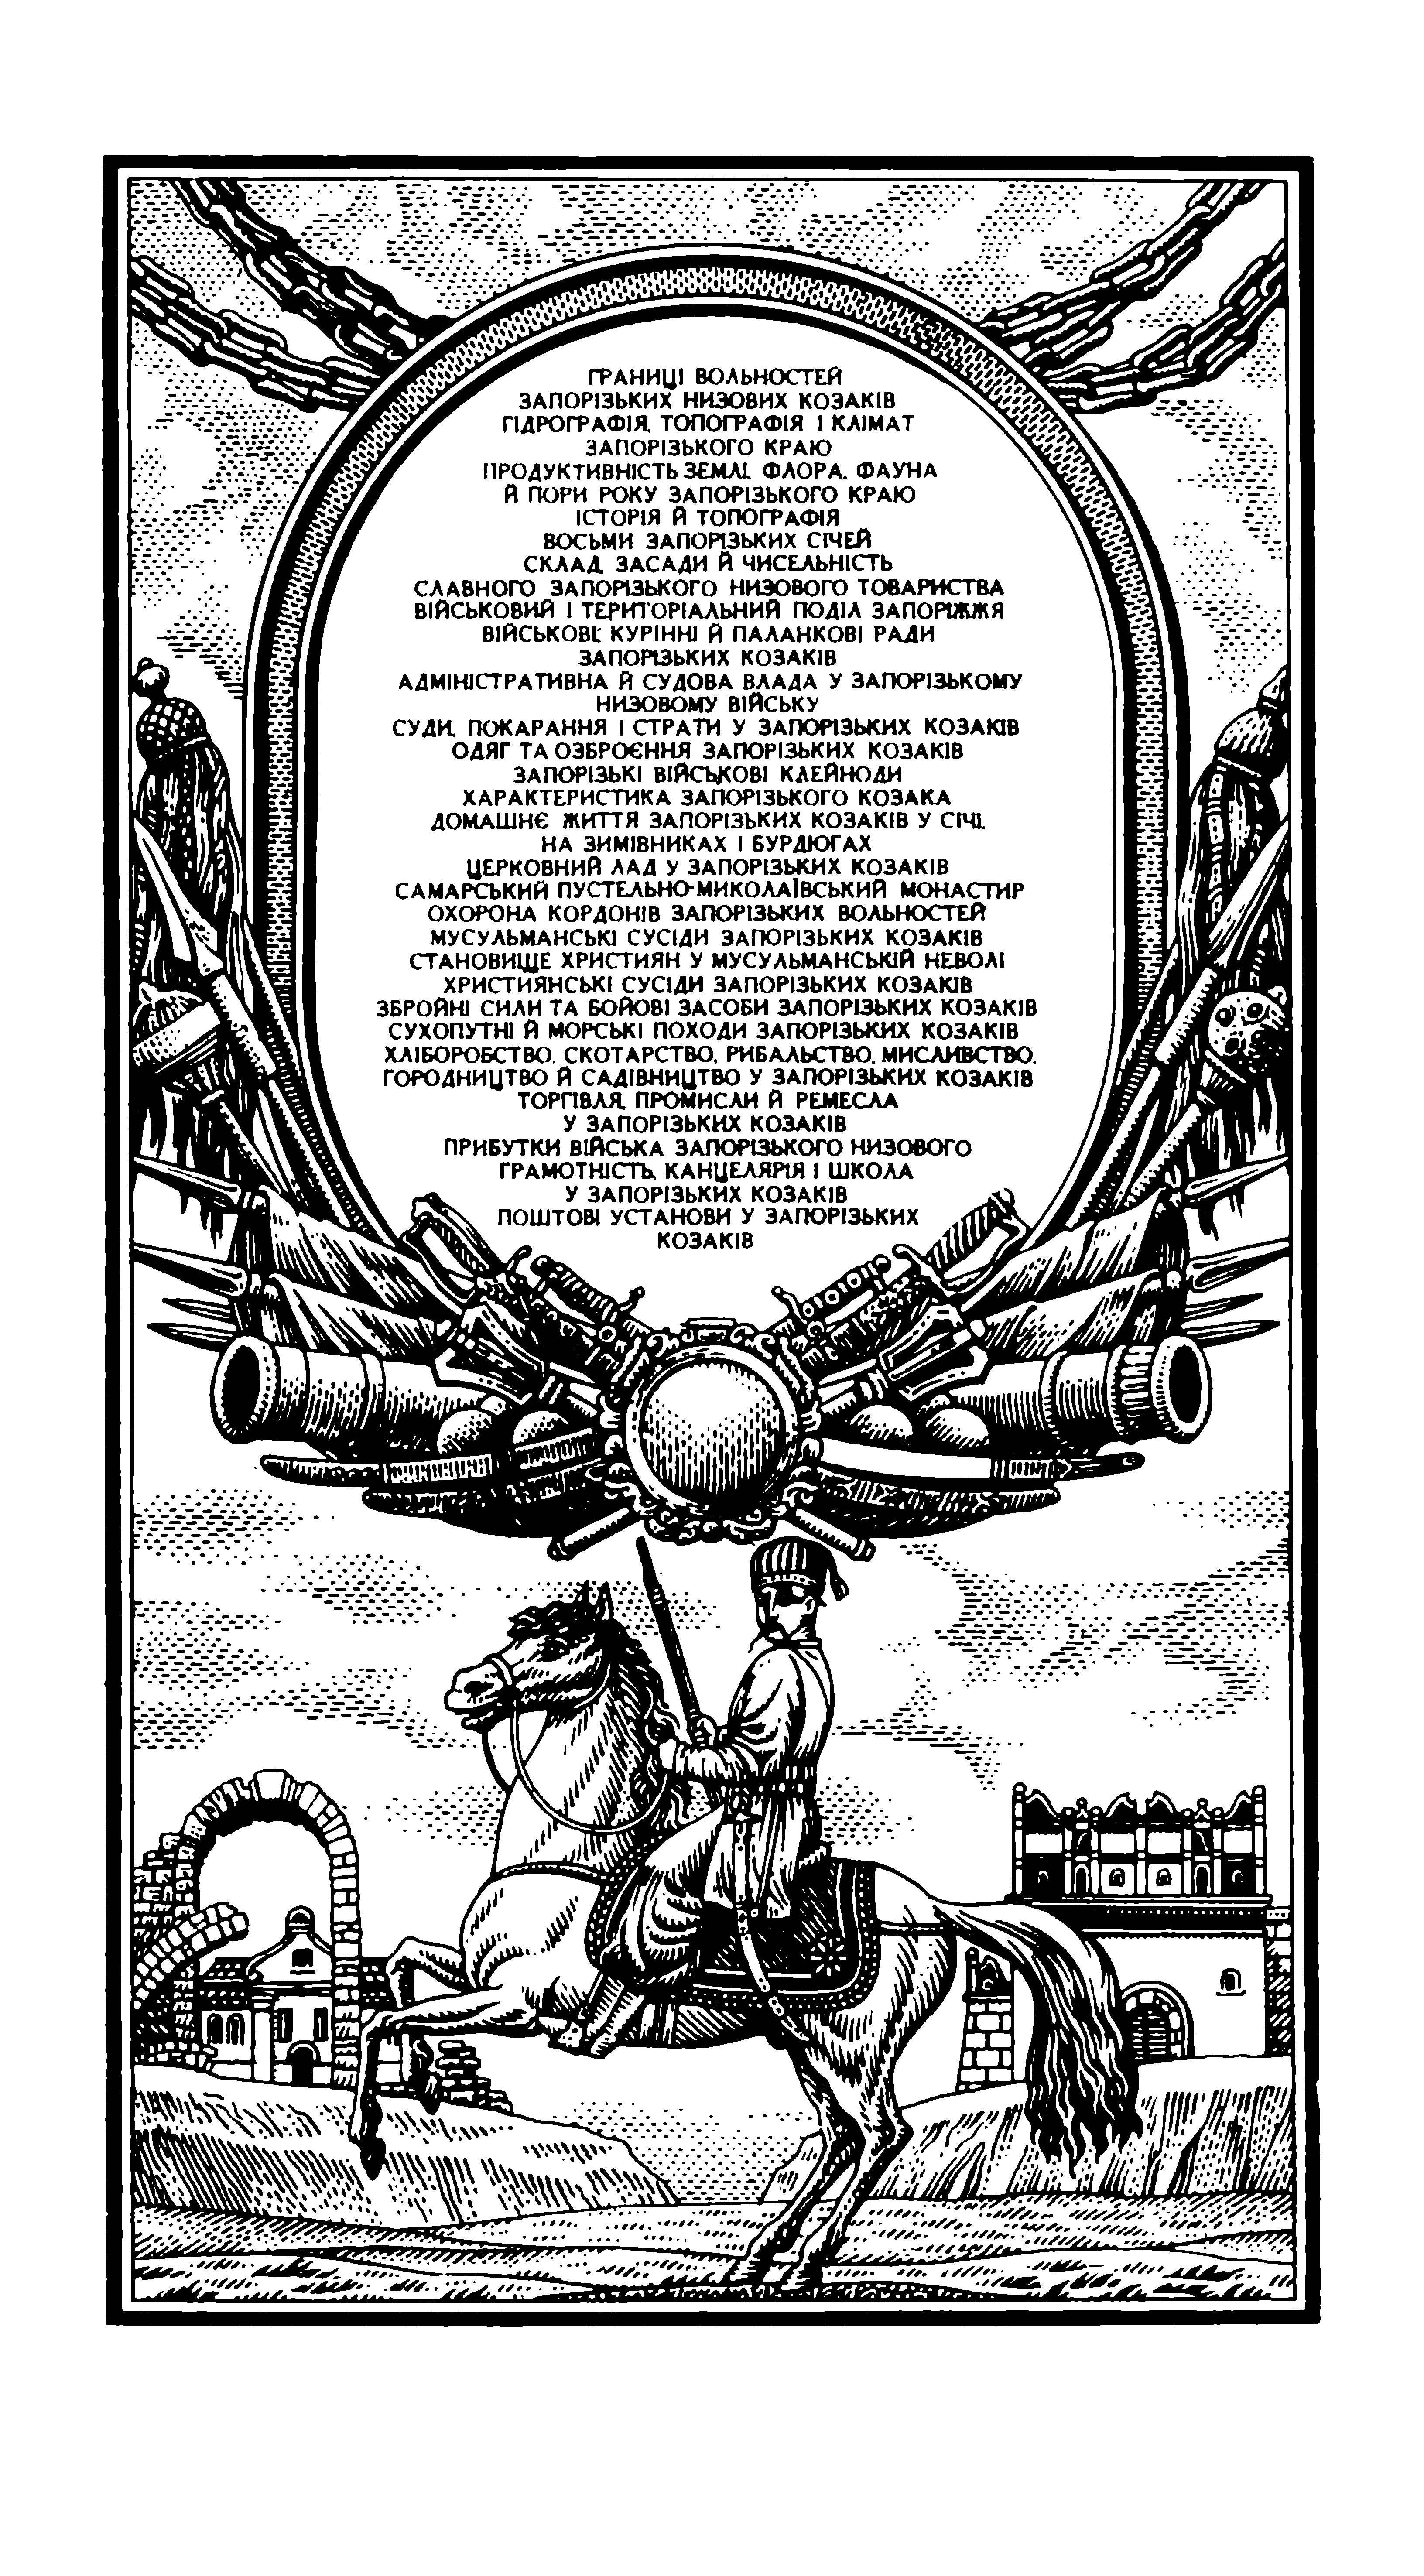 ГРАНИЦІ ВОЛЬНОСТЕЙ
ЗАПОРІЗЬКИХ НИЗОВИХ КОЗАКІВ
ГІДРОГРАФІЯ, ТОПОГРАФІЯ І КЛІМАТ
ЗАПОРІЗЬКОГО КРАЮ
ПРОДУКТИВНІСТЬ ЗЕМЛІ, ФЛОРА, ФАУНА
Й ПОРИ РОКУ ЗАПОРІЗЬКОГО КРАЮ
ІСТОРІЯ Й ТОПОГРАФІЯ
ВОСЬМИ ЗАПОРІЗЬКИХ СІЧЕЙ
СКЛАД, ЗАСАДИ Й ЧИСЕЛЬНІСТЬ
СЛАВНОГО ЗАПОРІЗЬКОГО НИЗОВОГО ТОВАРИСТВА
ВІЙСЬКОВИЙ І ТЕРИТОРІАЛЬНИЙ ПОДІЛ ЗАПОРІЖЖЯ
ВІЙСЬКОВІ, КУРІННІ Й ПАЛАНКОВІ РАДИ
ЗАПОРІЗЬКИХ КОЗАКІВ
АДМІНІСТРАТИВНА Й СУДОВА ВЛАДА У ЗАПОРІЗЬКОМУ
НИЗОВОМУ ВІЙСЬКУ
СУДИ, ПОКАРАННЯ І СТРАТИ У ЗАПОРІЗЬКИХ КОЗАКІВ
ОДЯГ ТА ОЗБРОЄННЯ ЗАПОРІЗЬКИХ КОЗАКІВ
ЗАПОРІЗЬКІ ВІЙСЬКОВІ КЛЕЙНОДИ
ХАРАКТЕРИСТИКА ЗАПОРІЗЬКОГО КОЗАКА
ДОМАШНЄ ЖИТТЯ ЗАПОРІЗЬКИХ КОЗАКІВ У СІЧІ,
НА ЗИМІВНИКАХ І БУРДЮГАХ
ЦЕРКОВНИЙ ЛАД У ЗАПОРІЗЬКИХ КОЗАКІВ
САМАРСЬКИЙ ПУСТЕЛЬНО-МИКОЛАЇВСЬКИЙ МОНАСТИР
ОХОРОНА КОРДОНІВ ЗАПОРІЗЬКИХ ВОЛЬНОСТЕЙ
МУСУЛЬМАНСЬКІ СУСІДИ ЗАПОРІЗЬКИХ КОЗАКІВ
СТАНОВИЩЕ ХРИСТИЯН У МУСУЛЬМАНСЬКІЙ НЕВОЛІ
ХРИСТИЯНСЬКІ СУСІДИ ЗАПОРІЗЬКИХ КОЗАКІВ
ЗБРОЙНІ СИЛИ ТА БОЙОВІ ЗАСОБИ ЗАПОРІЗЬКИХ КОЗАКІВ
СУХОПУТНІ Й МОРСЬКІ ПОХОДИ ЗАПОРІЗЬКИХ КОЗАКІВ
ХЛІБОРОБСТВО, СКОТАРСТВО, РИБАЛЬСТВО, МИСЛИВСТВО,
ГОРОДНИЦТВО Й САДІВНИЦТВО У ЗАПОРІЗЬКИХ КОЗАКІВ
ТОРГІВЛЯ, ПРОМИСЛИ Й РЕМЕСЛА
У ЗАПОРІЗЬКИХ КОЗАКІВ
ПРИБУТКИ ВІЙСЬКА ЗАПОРІЗЬКОГО НИЗОВОГО
ГРАМОТНІСТЬ, КАНЦЕЛЯРІЯ І ШКОЛА
У ЗАПОРІЗЬКИХ КОЗАКІВ
ПОШТОВІ УСТАНОВИ У ЗАПОРІЗЬКИХ
КОЗАКІВ